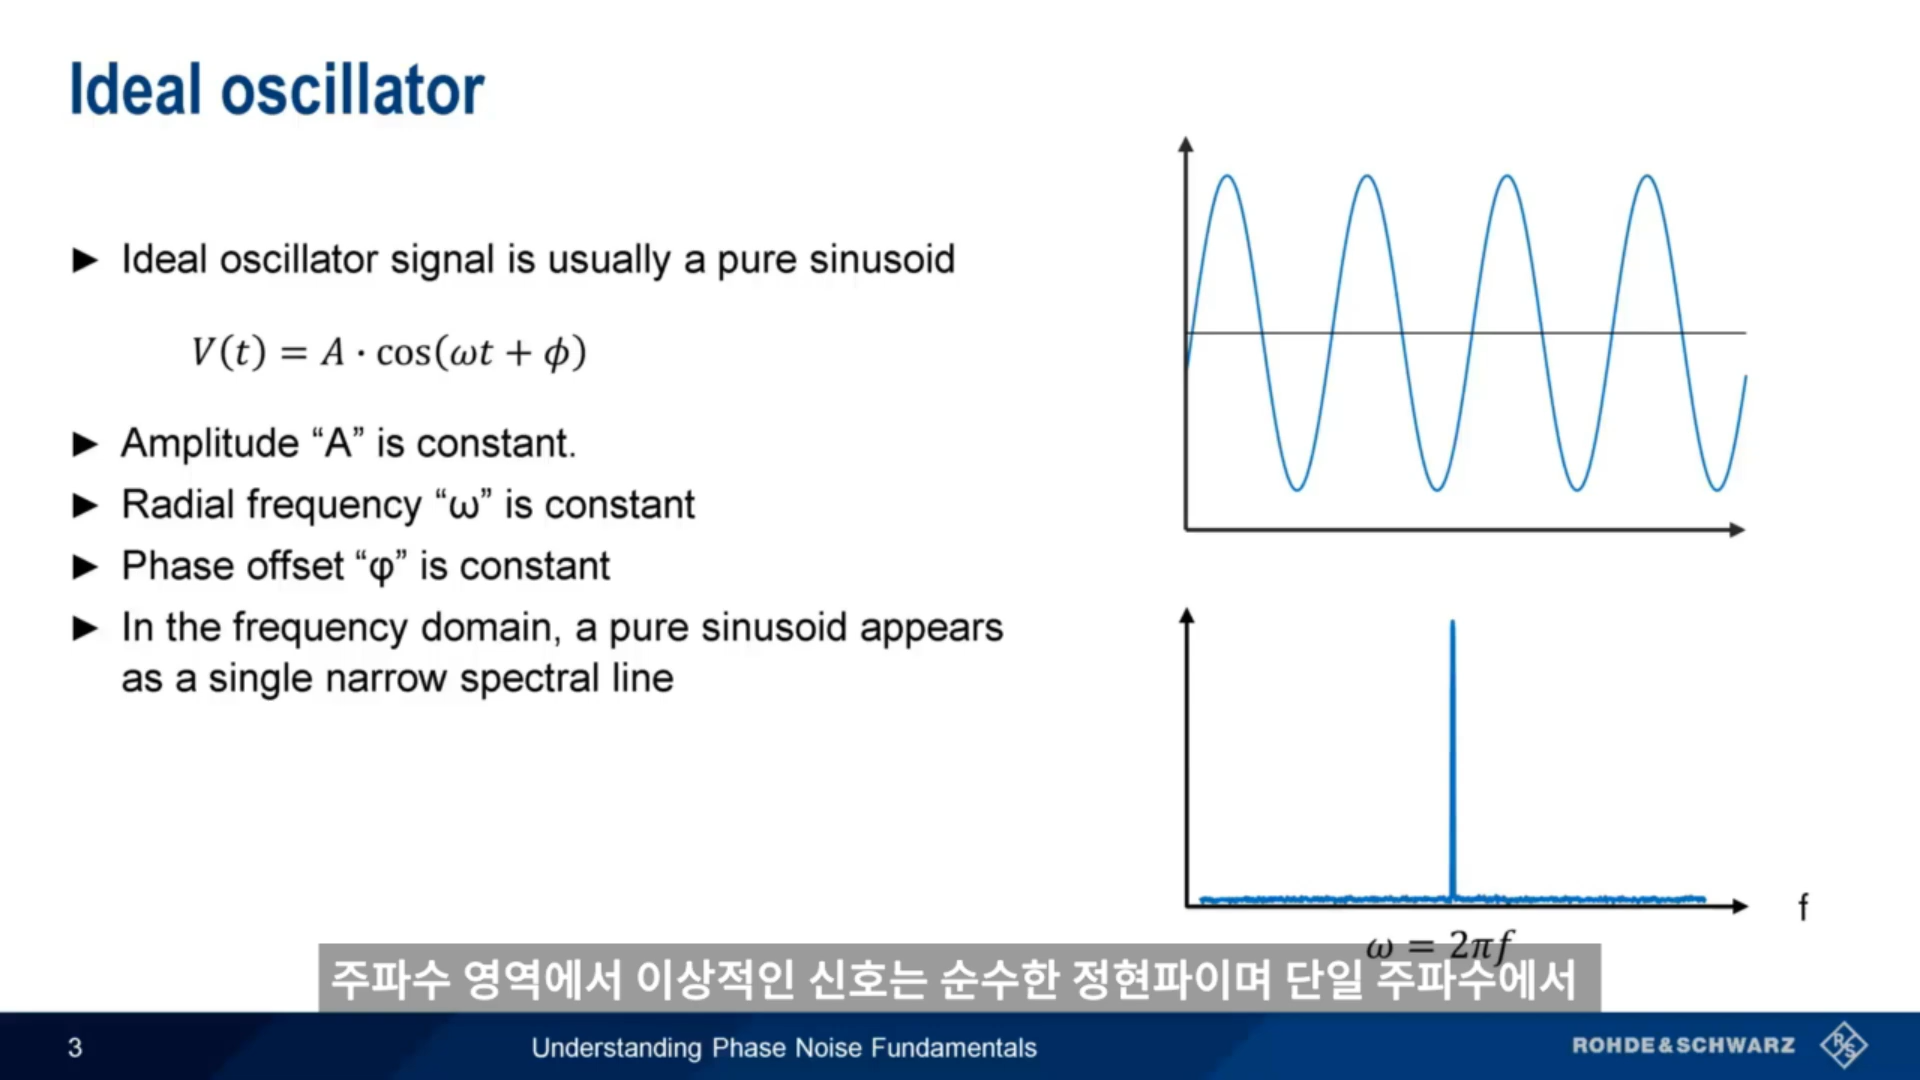 Ideal oscillator
► Ideal oscillator signal is usually a pure sinusoid
V(t) = A · cos(ωt + ϕ)
► Amplitude “A” is constant.
► Radial frequency “ω” is constant
► Phase offset “φ” is constant
► In the frequency domain, a pure sinusoid appears
as a single narrow spectral line
f
ω = 2πf
주파수 영역에서 이상적인 신호는 순수한 정현파이며 단일 주파수에서
3
Understanding Phase Noise Fundamentals
ROHDE&SCHWARZ
R&S